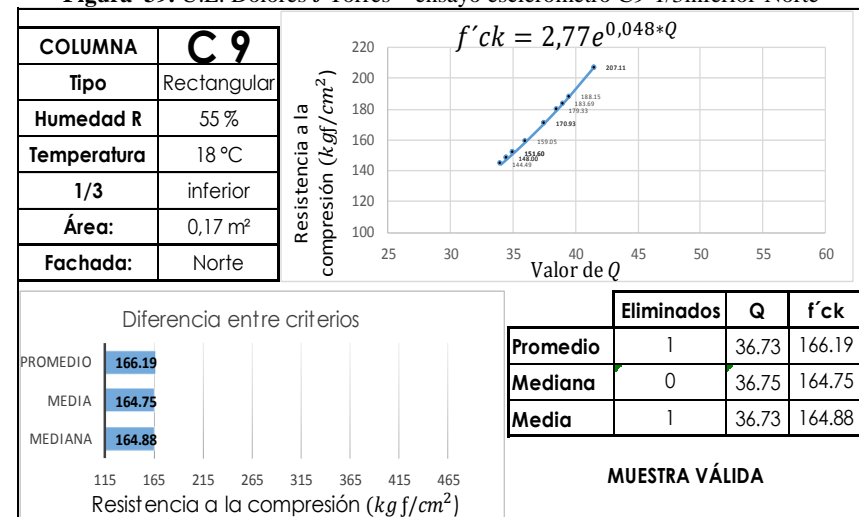 Figura 39. U.E. Dolores J Torres – ensayo esclerómetro C9 1/3inferior Norte
COLUMNA C 9
Tipo Rectangular
Humedad R 55 %
Temperatura 18 ºC
1/3 inferior
Área: 0,17 m²
Fachada: Norte
f´ck = 2,77e^0,048*Q
Resistencia a la
compresión (kgf/cm²)
220
200
180
160
140
120
100
207.11
188.15
183.69
179.33
170.93
159.05
151.60
148.00
144.49
25 30 35 40 45 50 55 60
Valor de Q
Diferencia entre criterios
PROMEDIO 166.19
MEDIA 164.75
MEDIANA 164.88
115 165 215 265 315 365 415 465
Resistencia a la compresión (kg f/cm²)
Eliminados Q f´ck
Promedio 1 36.73 166.19
Mediana 0 36.75 164.75
Media 1 36.73 164.88
MUESTRA VÁLIDA